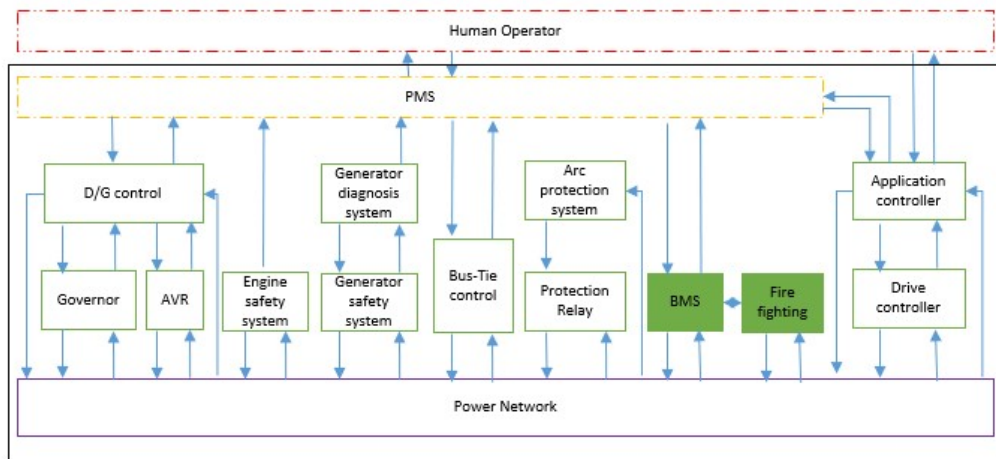 Human Operator
PMS
D/G control
Generator
diagnosis
system
Arc
protection
system
Application
controller
Governor
AVR
Engine
safety
system
Generator
safety
system
Bus-Tie
control
Protection
Relay
BMS
Fire
fighting
Drive
controller
Power Network